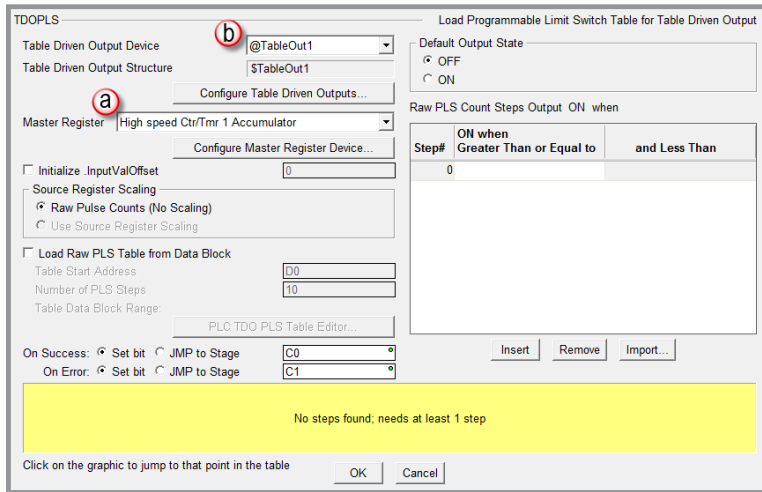 TDOPLS
Load Programmable Limit Switch Table for Table Driven Output
b
Table Driven Output Device
@TableOut1
Table Driven Output Structure
$TableOut1
Configure Table Driven Outputs...
a
Master Register
High speed Ctr/Tmr 1 Accumulator
Configure Master Register Device...
Initialize .InputValOffset
0
Source Register Scaling
Raw Pulse Counts (No Scaling)
Use Source Register Scaling
Load Raw PLS Table from Data Block
Table Start Address
D0
Number of PLS Steps
10
Table Data Block Range:
PLC TDO PLS Table Editor...
On Success:
Set bit
JMP to Stage
C0
On Error:
Set bit
JMP to Stage
C1
Default Output State
OFF
ON
Raw PLS Count Steps Output ON when
Step#
ON when
Greater Than or Equal to
and Less Than
0
Insert
Remove
Import...
No steps found; needs at least 1 step
Click on the graphic to jump to that point in the table
OK
Cancel